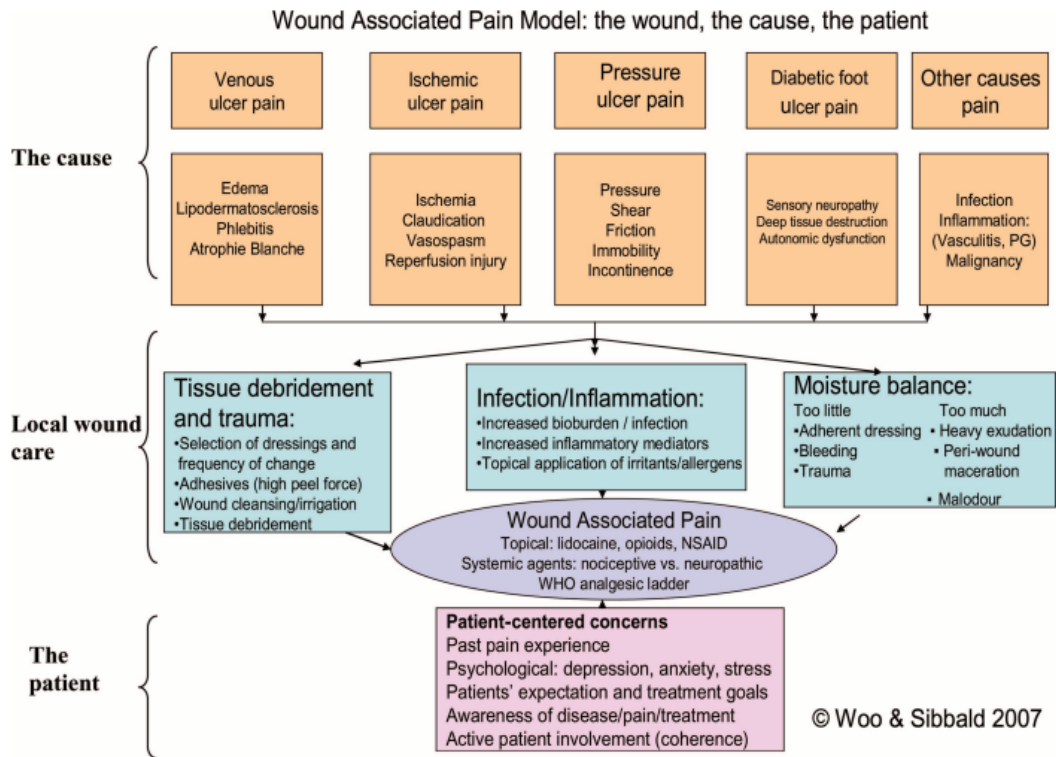 Wound Associated Pain Model: the wound, the cause, the patient
The cause
Venous
ulcer pain
Ischemic
ulcer pain
Pressure
ulcer pain
Diabetic foot
ulcer pain
Other causes
pain
Edema
Lipodermatosclerosis
Phlebitis
Atrophie Blanche
Ischemia
Claudication
Vasospasm
Reperfusion injury
Pressure
Shear
Friction
Immobility
Incontinence
Sensory neuropathy
Deep tissue destruction
Autonomic dysfunction
Infection
Inflammation:
(Vasculitis, PG)
Malignancy
Local wound
care
Tissue debridement
and trauma:
•Selection of dressings and
frequency of change
•Adhesives (high peel force)
•Wound cleansing/irrigation
•Tissue debridement
Infection/Inflammation:
•Increased bioburden / infection
•Increased inflammatory mediators
•Topical application of irritants/allergens
Moisture balance:
Too little
•Adherent dressing
•Bleeding
•Trauma
Too much
• Heavy exudation
▪ Peri-wound
maceration
▪ Malodour
Wound Associated Pain
Topical: lidocaine, opioids, NSAID
Systemic agents: nociceptive vs. neuropathic
WHO analgesic ladder
The
patient
Patient-centered concerns
Past pain experience
Psychological: depression, anxiety, stress
Patients' expectation and treatment goals
Awareness of disease/pain/treatment
Active patient involvement (coherence)
© Woo & Sibbald 2007